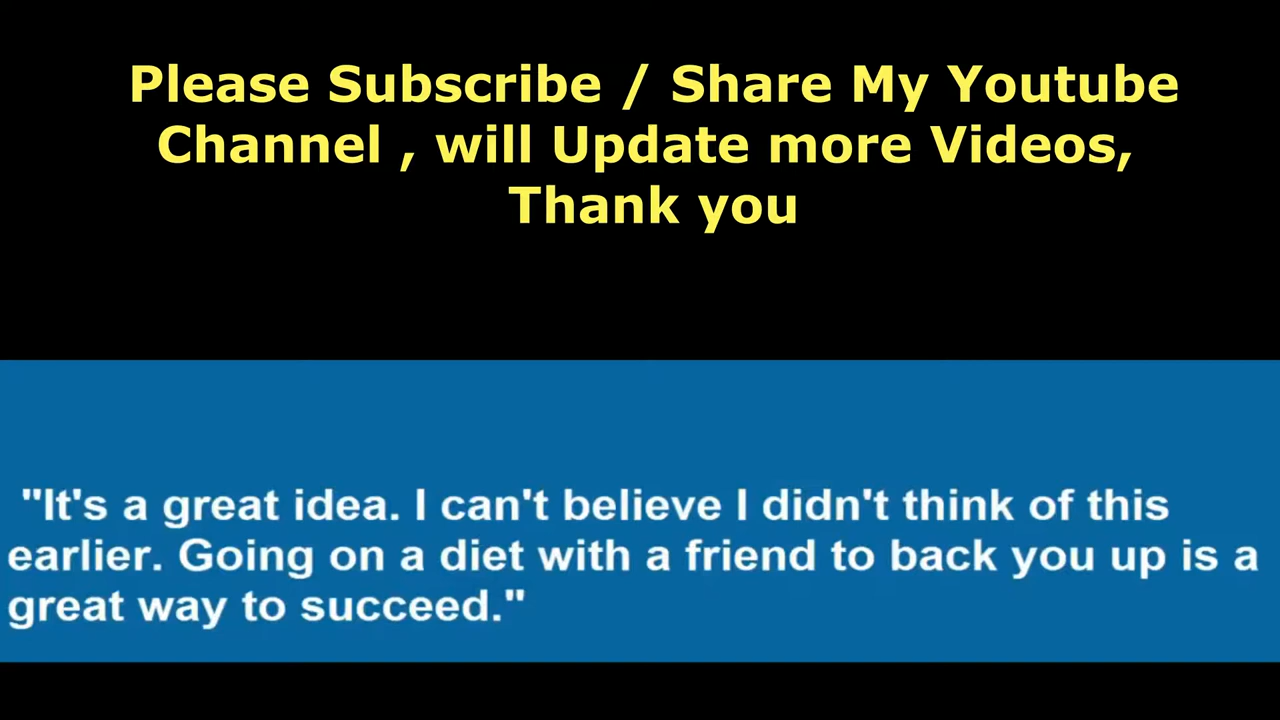 Please Subscribe / Share My Youtube
Channel , will Update more Videos,
Thank you
"It's a great idea. I can't believe I didn't think of this
earlier. Going on a diet with a friend to back you up is a
great way to succeed."